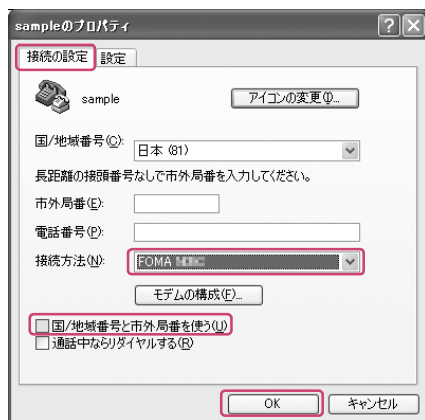 sampleのプロパティ
接続の設定 設定
sample
アイコンの変更(I)...
国/地域番号(C):
日本 (81)
長距離の接頭番号なしで市外局番を入力してください。
市外局番(E):
電話番号(P):
接続方法(N):
FOMA
モデムの構成(F)...
国/地域番号と市外局番を使う(U)
通話中ならリダイヤルする(R)
OK キャンセル